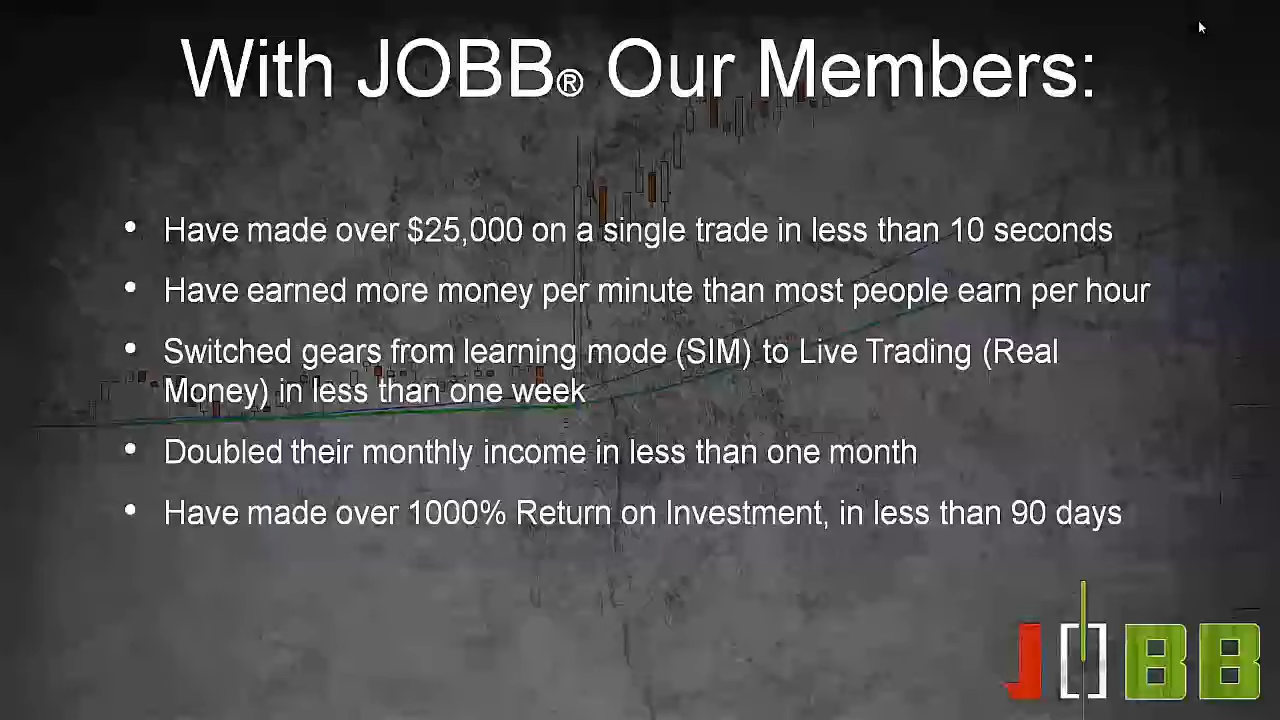 With JOBB® Our Members:
• Have made over $25,000 on a single trade in less than 10 seconds
• Have earned more money per minute than most people earn per hour
• Switched gears from learning mode (SIM) to Live Trading (Real
Money) in less than one week
• Doubled their monthly income in less than one month
• Have made over 1000% Return on Investment, in less than 90 days
JOBB